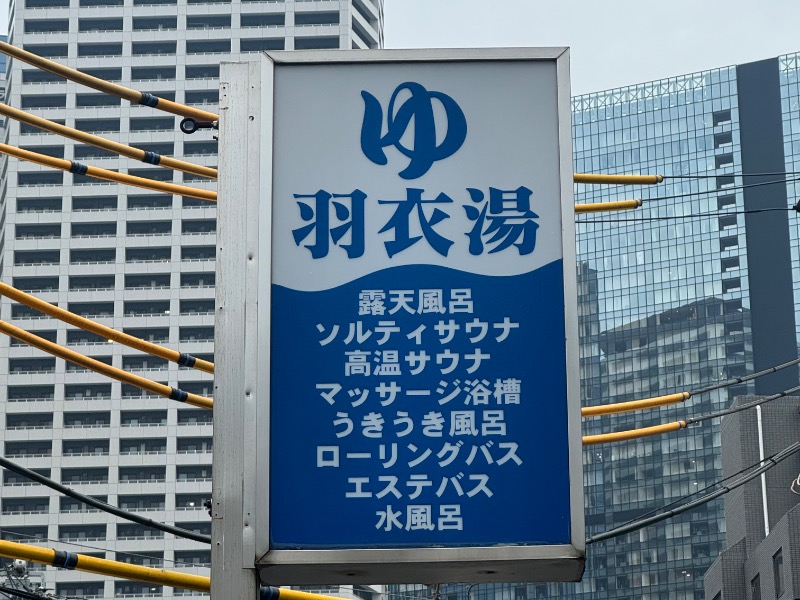 ゆ
羽衣湯
露天風呂
ソルティサウナ
高温サウナ
マッサージ浴槽
うきうき風呂
ローリングバス
エステバス
水風呂